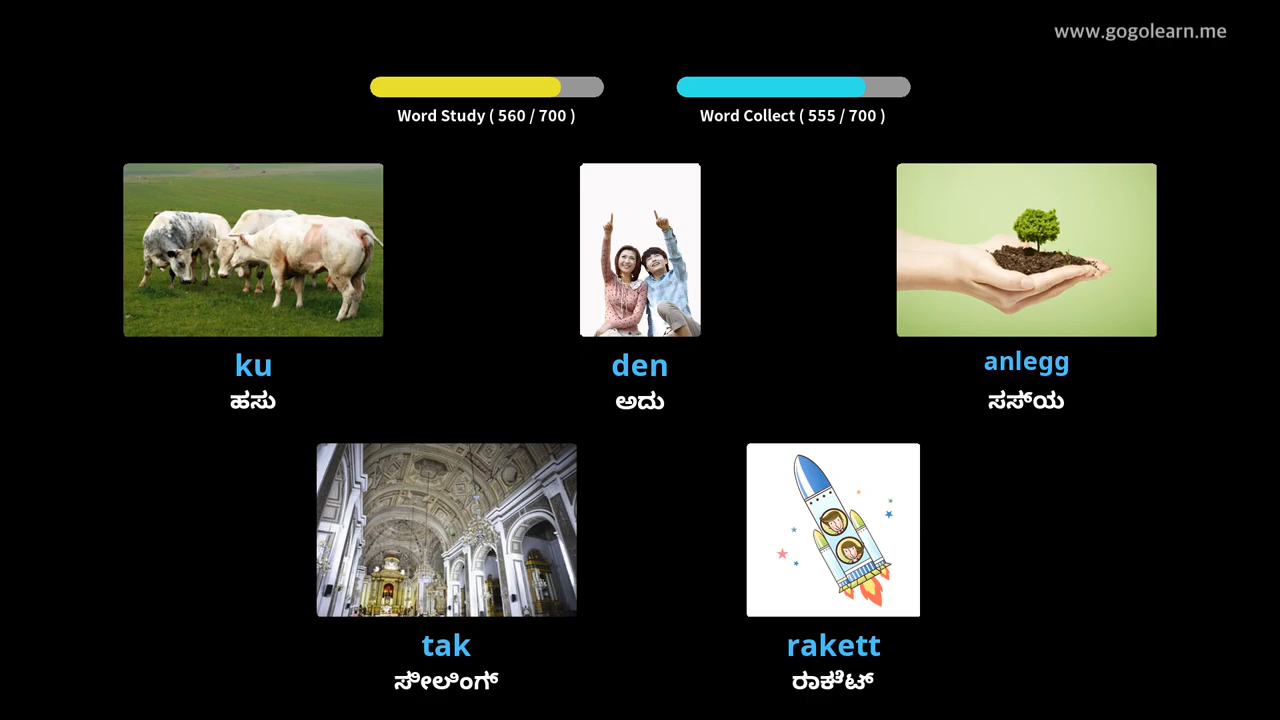 www.gogolearn.me
Word Study ( 560 / 700 )
Word Collect ( 555 / 700 )
ku
den
anlegg
ಹಸು
ಅದು
ಸಸ್ಯ
tak
rakett
ಸೀಲಿಂಗ್
ರಾಕೆಟ್